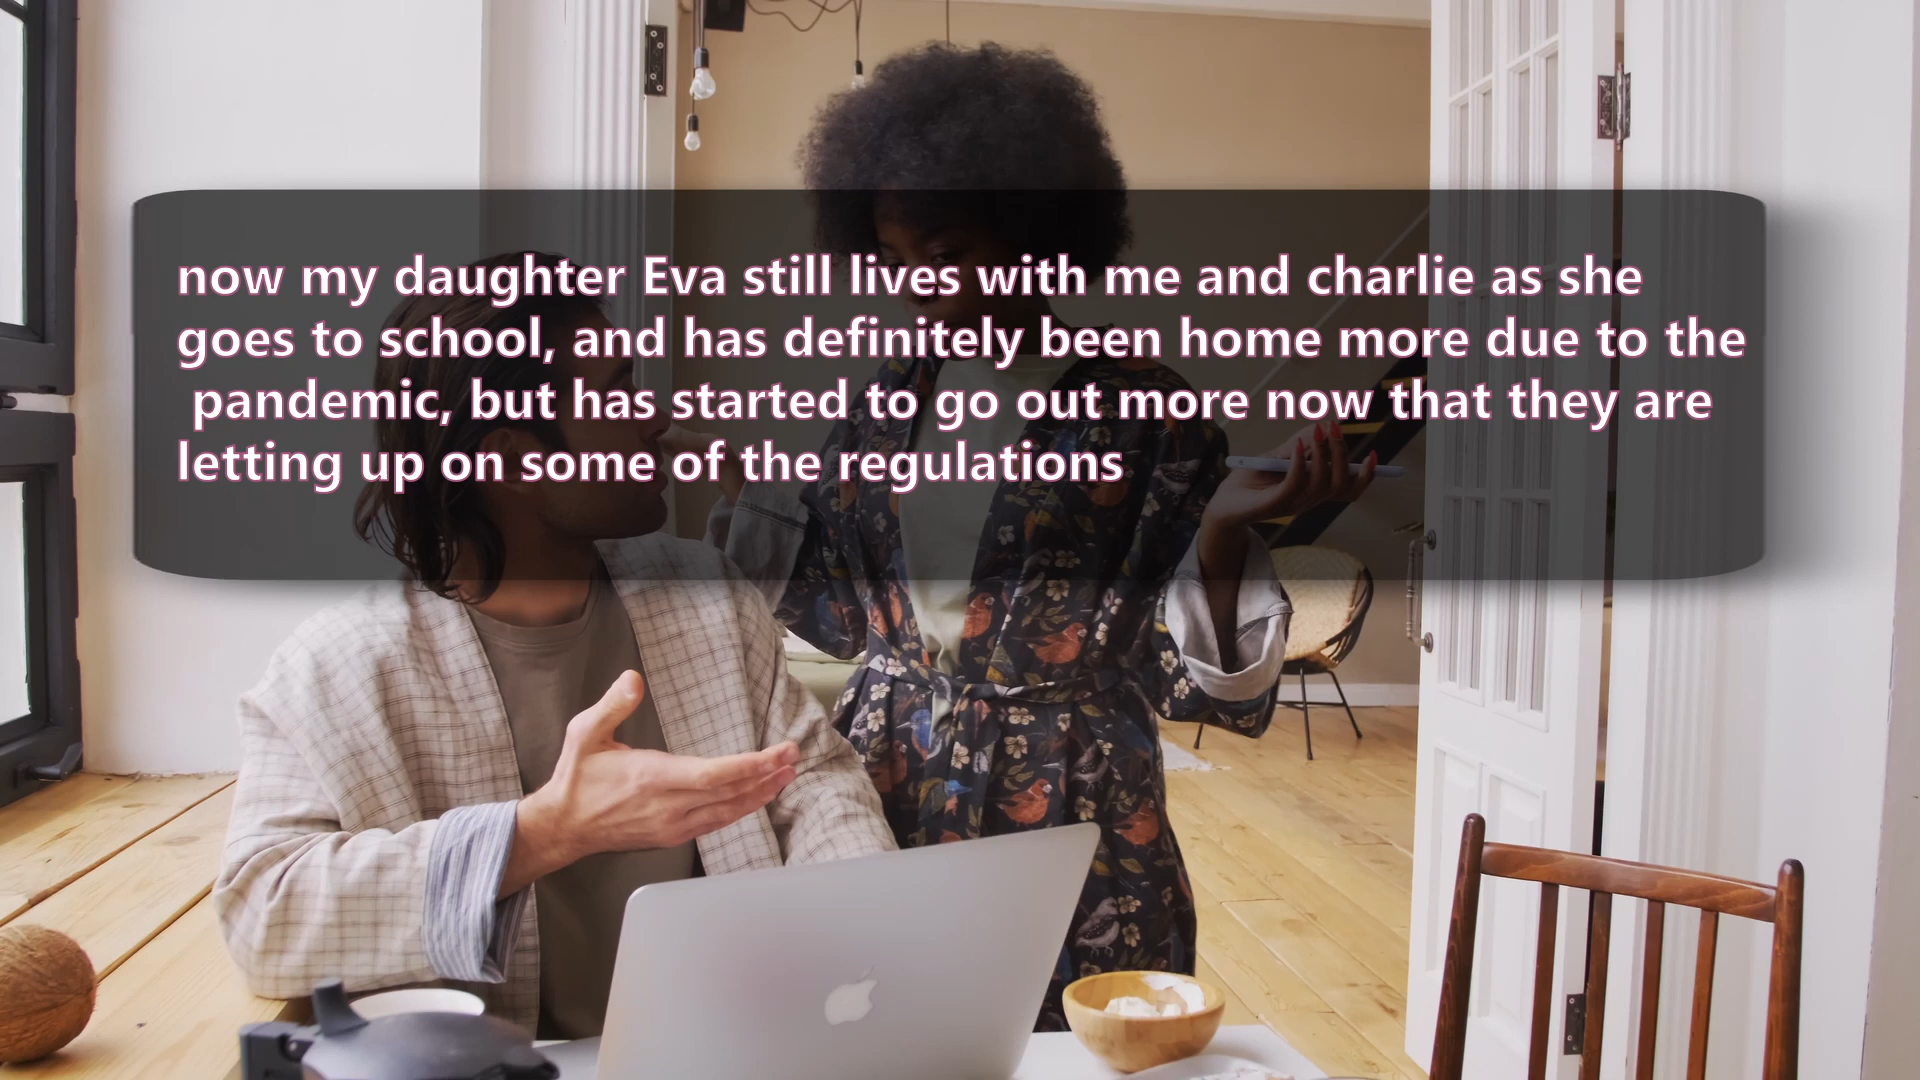 now my daughter Eva still lives with me and charlie as she
goes to school, and has definitely been home more due to the
pandemic, but has started to go out more now that they are
letting up on some of the regulations